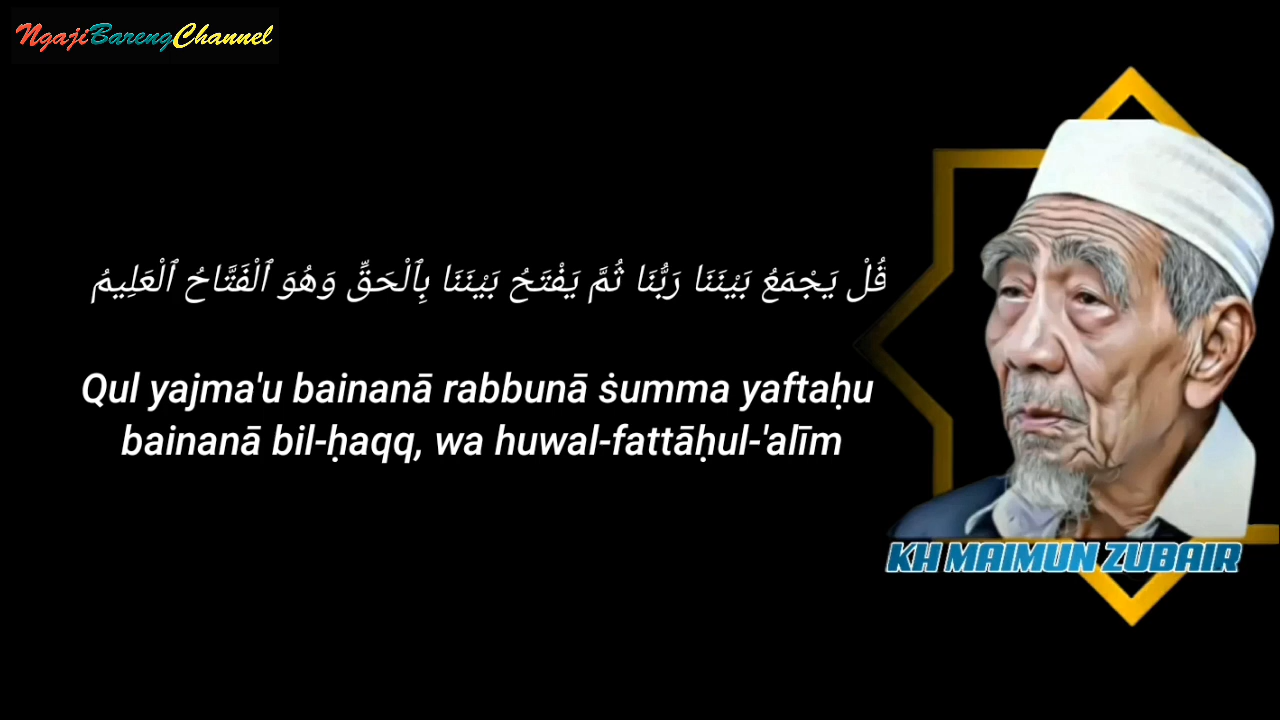 NgajiBarengChannel
قُلْ يَجْمَعُ بَيْنَنَا رَبُّنَا ثُمَّ يَفْتَحُ بَيْنَنَا بِٱلْحَقِّ وَهُوَ ٱلْفَتَّاحُ ٱلْعَلِيمُ
Qul yajma'u bainanā rabbunā ṡumma yaftaḥu
bainanā bil-ḥaqq, wa huwal-fattāḥul-'alīm
KH MAIMUN ZUBAIR